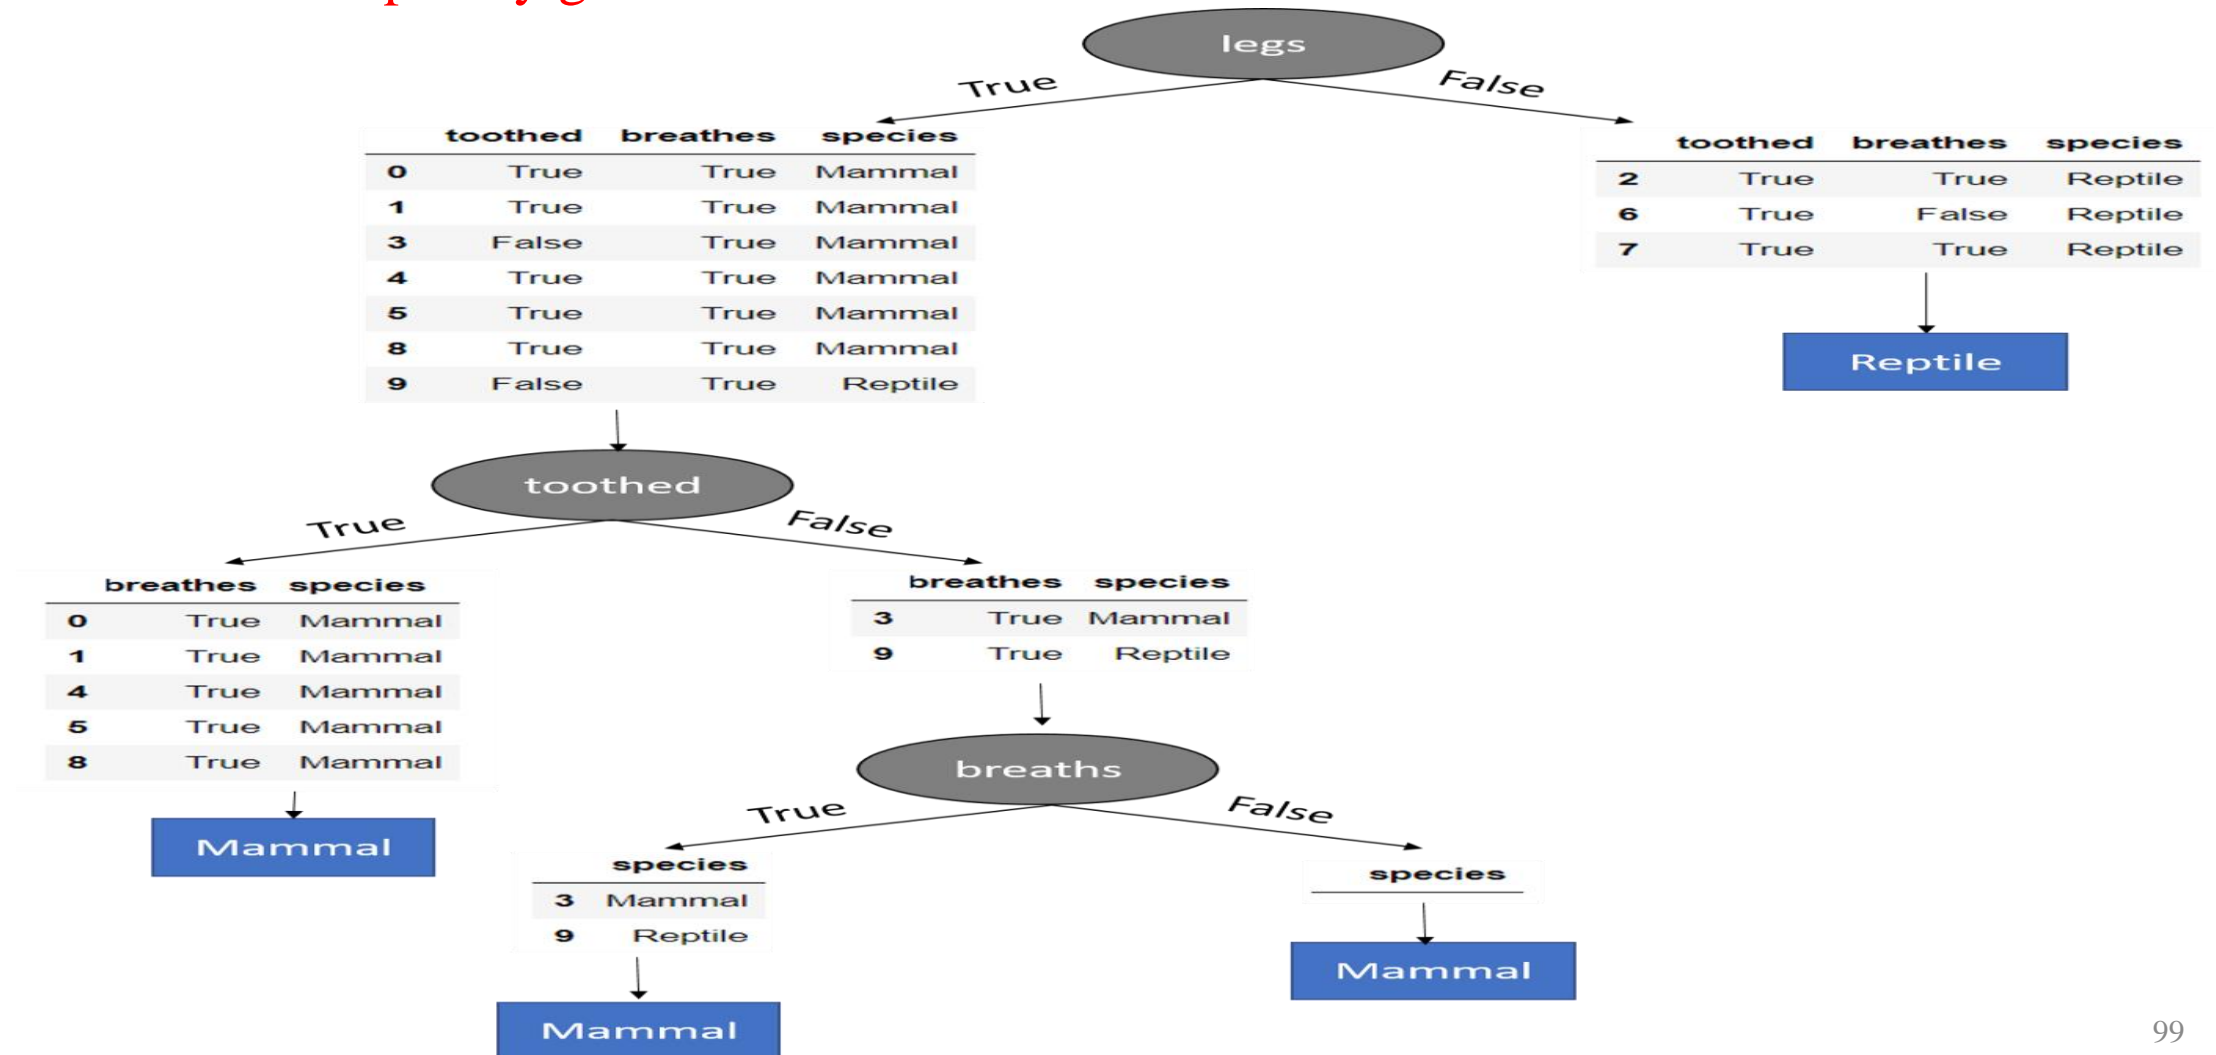 legs
True
False
toothed breathes species
0 True True Mammal
1 True True Mammal
3 False True Mammal
4 True True Mammal
5 True True Mammal
8 True True Mammal
9 False True Reptile
toothed breathes species
2 True True Reptile
6 True False Reptile
7 True True Reptile
Reptile
toothed
True
False
breathes species
0 True Mammal
1 True Mammal
4 True Mammal
5 True Mammal
8 True Mammal
Mammal
breathes species
3 True Mammal
9 True Reptile
breaths
True
False
species
3 Mammal
9 Reptile
Mammal
species
Mammal
99